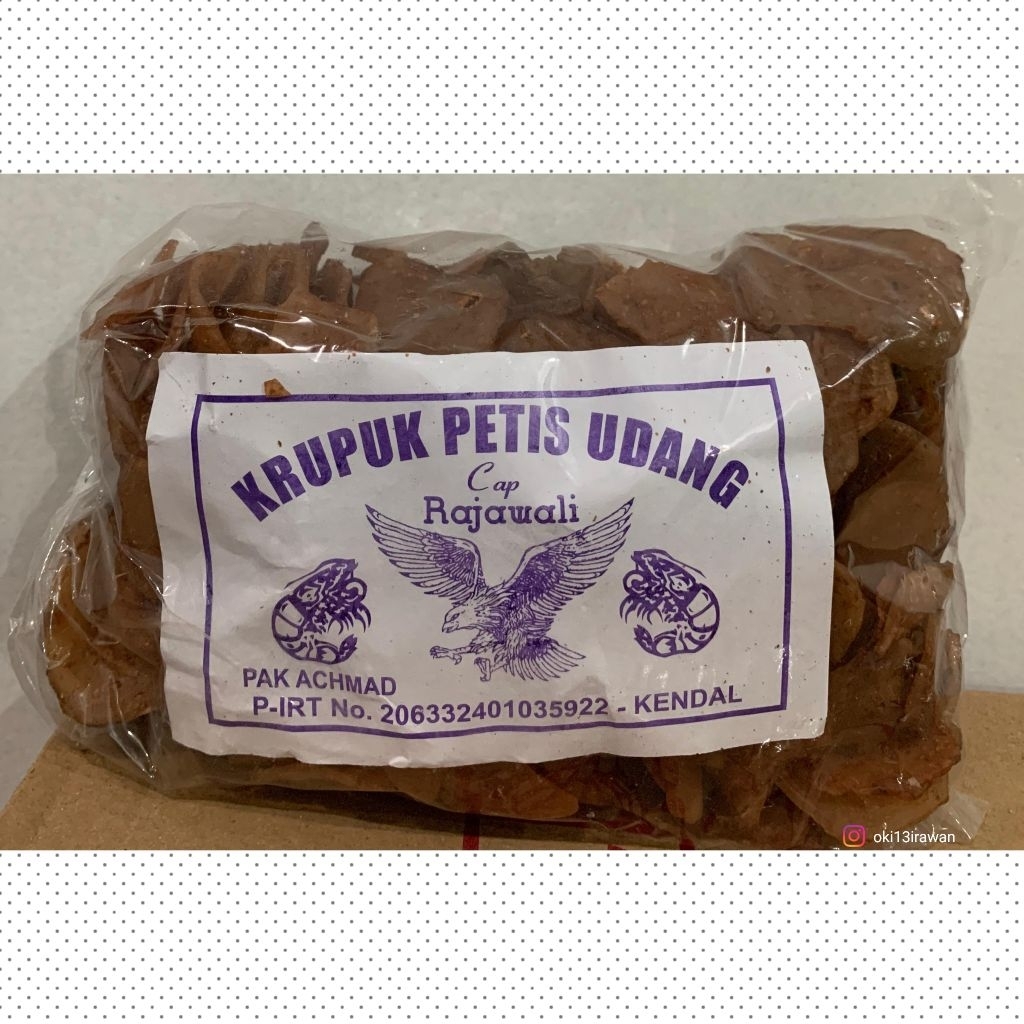 KRUPUK PETIS UDANG
Cap
Rajawali
PAK ACHMAD
P-IRT No. 206332401035922 - KENDAL
oki13irawan